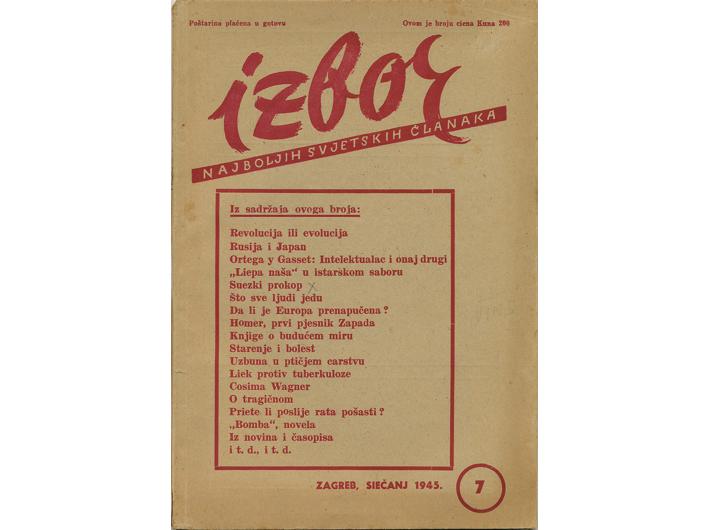 Poštarina plaćena u gotovu
Ovom je broju ciena Kuna 200
izbor
NAJBOLJIH SVJETSKIH ČLANAKA
Iz sadržaja ovoga broja:
Revolucija ili evolucija
Rusija i Japan
Ortega y Gasset: Intelektualac i onaj drugi
„Liepa naša“ u istarskom saboru
Suezki prokop
Što sve ljudi jedu
Da li je Europa prenapučena?
Homer, prvi pjesnik Zapada
Knjige o budućem miru
Starenje i bolest
Uzbuna u ptičjem carstvu
Liek protiv tuberkuloze
Cosima Wagner
O tragičnom
Priete li poslije rata pošasti?
„Bomba“, novela
Iz novina i časopisa
i t. d., i t. d.
ZAGREB, SIEČANJ 1945.
7